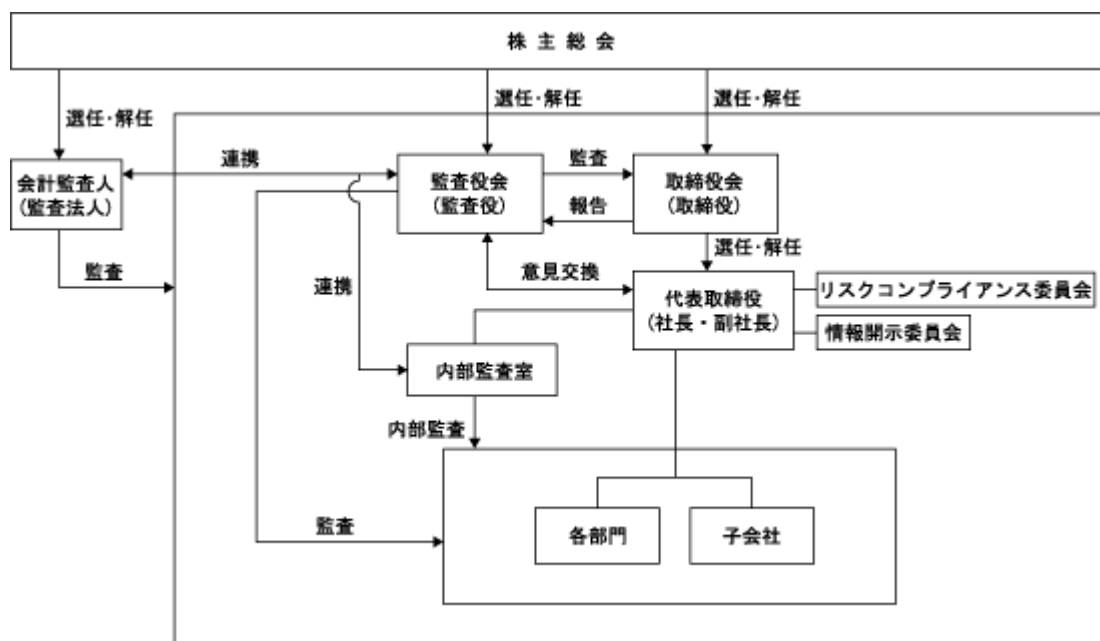 株主総会
選任・解任
選任・解任
選任・解任
連携
監査
会計監査人
(監査法人)
監査役会
(監査役)
取締役会
(取締役)
報告
選任・解任
監査
意見交換
連携
代表取締役
(社長・副社長)
リスクコンプライアンス委員会
情報開示委員会
内部監査室
内部監査
監査
各部門
子会社